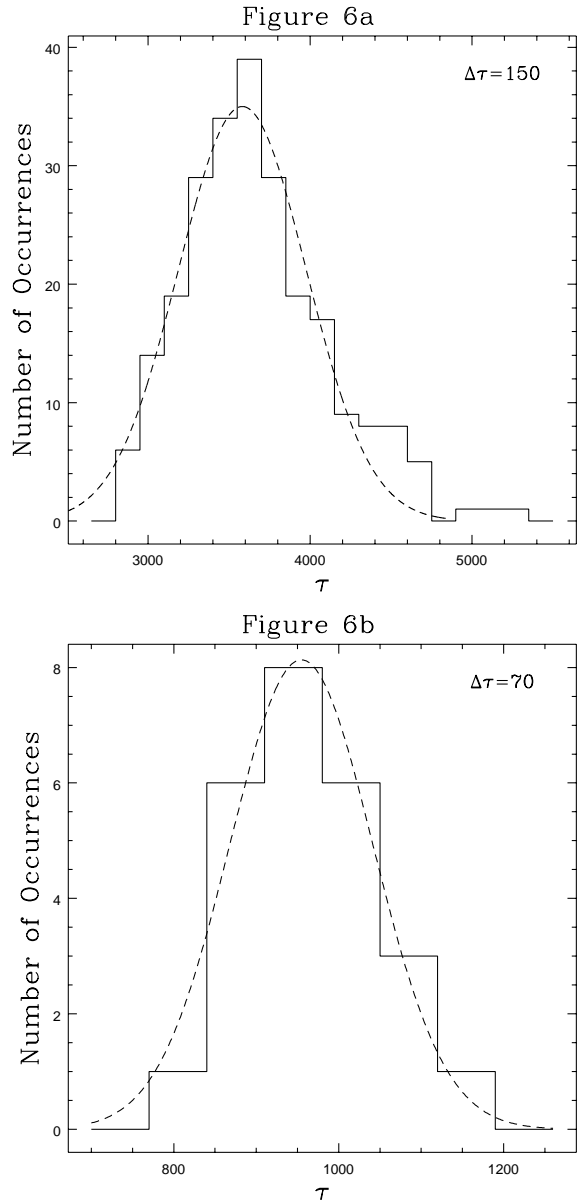 Figure 6a
Δτ=150
Number of Occurrences
40
30
20
10
0
3000 4000 5000
τ
Figure 6b
Δτ=70
Number of Occurrences
8
6
4
2
0
800 1000 1200
τ